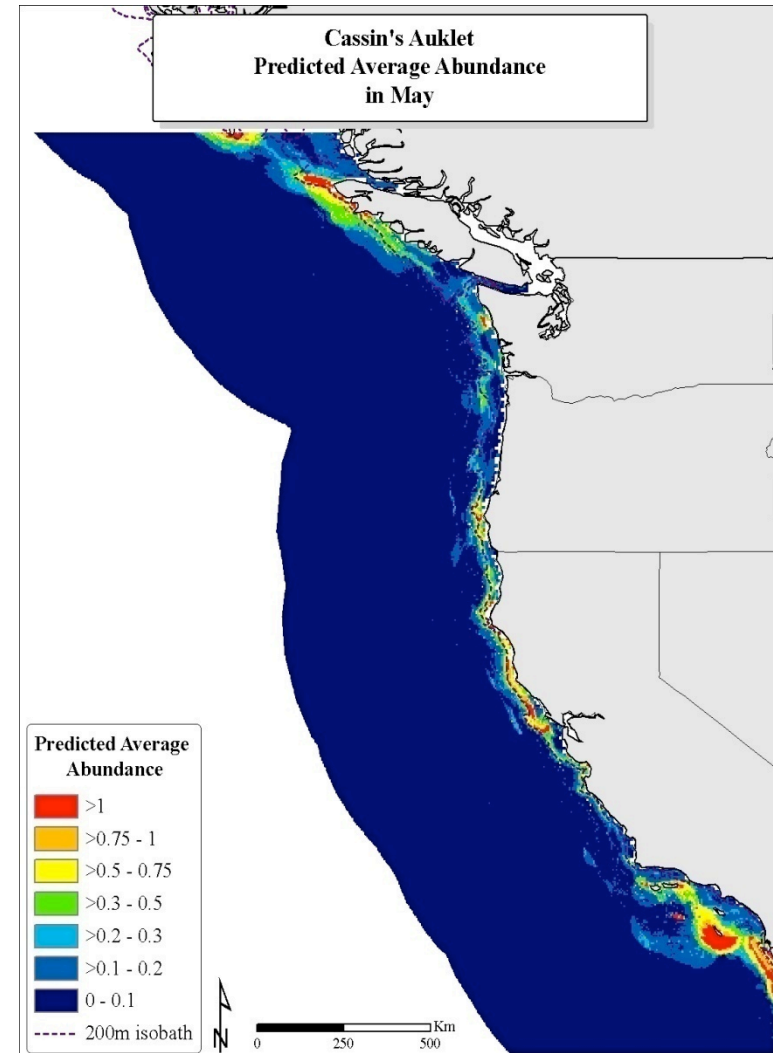 Cassin's Auklet
Predicted Average Abundance
in May
Predicted Average
Abundance
>1
>0.75 - 1
>0.5 - 0.75
>0.3 - 0.5
>0.2 - 0.3
>0.1 - 0.2
0 - 0.1
200m isobath
N
Km
0 250 500